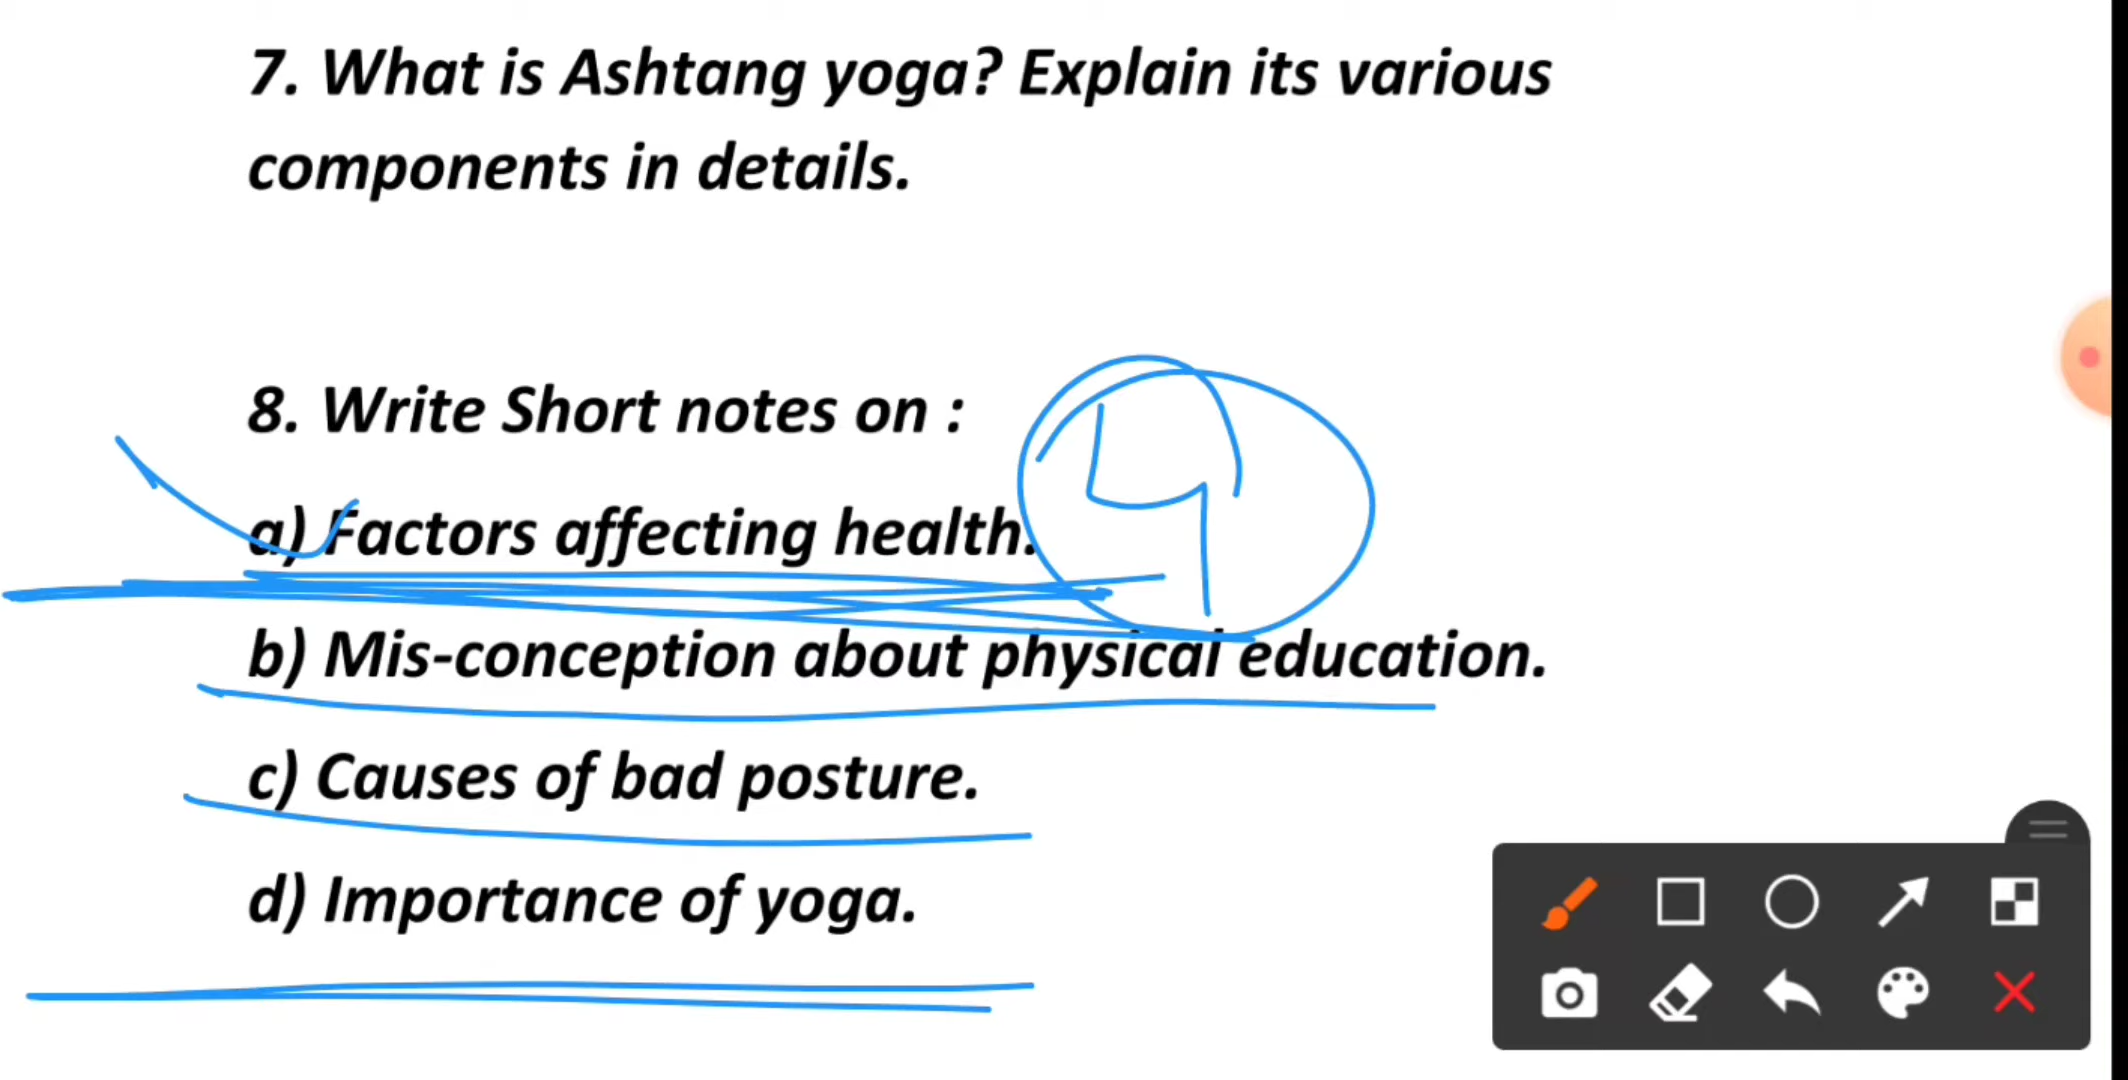 7. What is Ashtang yoga? Explain its various
components in details.
8. Write Short notes on :
4
a) Factors affecting health.
b) Mis-conception about physical education.
c) Causes of bad posture.
d) Importance of yoga.